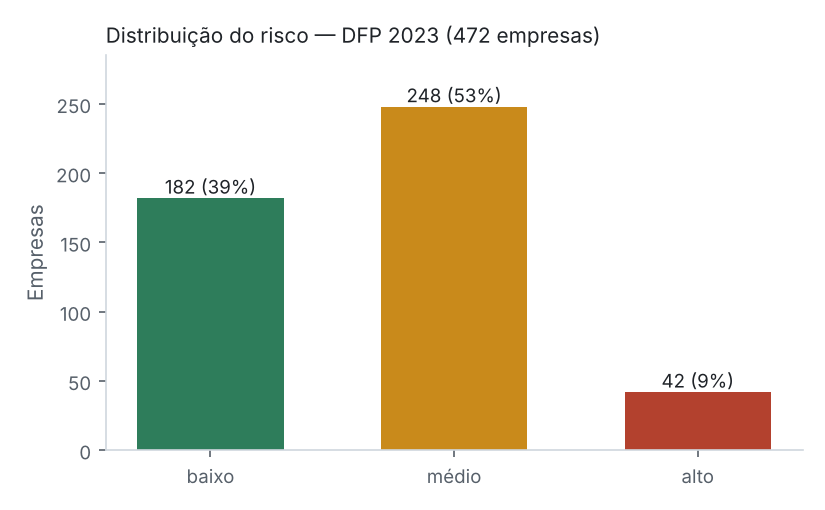 Distribuição do risco — DFP 2023 (472 empresas)
Empresas
250
200
150
100
50
0
182 (39%)
248 (53%)
42 (9%)
baixo
médio
alto